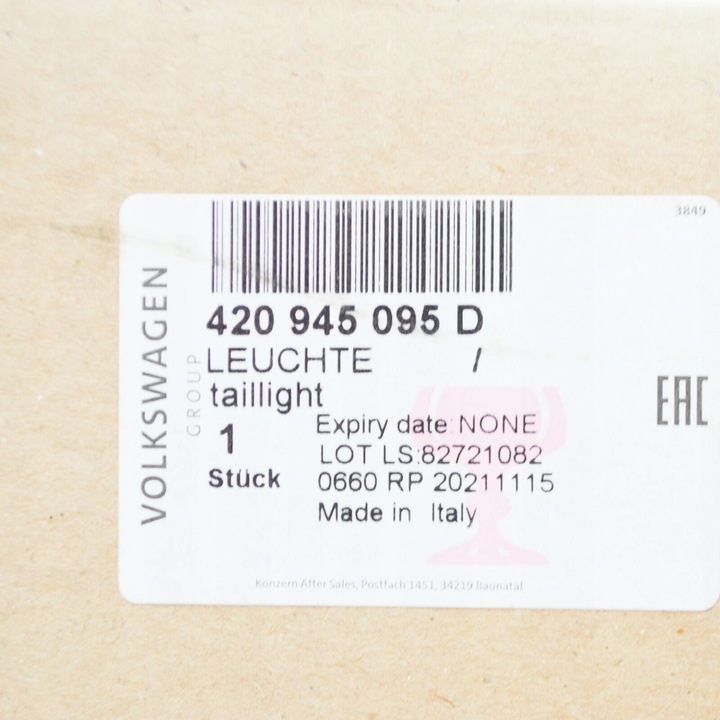 3849
VOLKSWAGEN
GROUP
420 945 095 D
LEUCHTE /
taillight
1
Stück
Expiry date: NONE
LOT LS:82721082
0660 RP 20211115
Made in Italy
EAC
Konzern After Sales, Postfach 1451, 34219 Baunatal